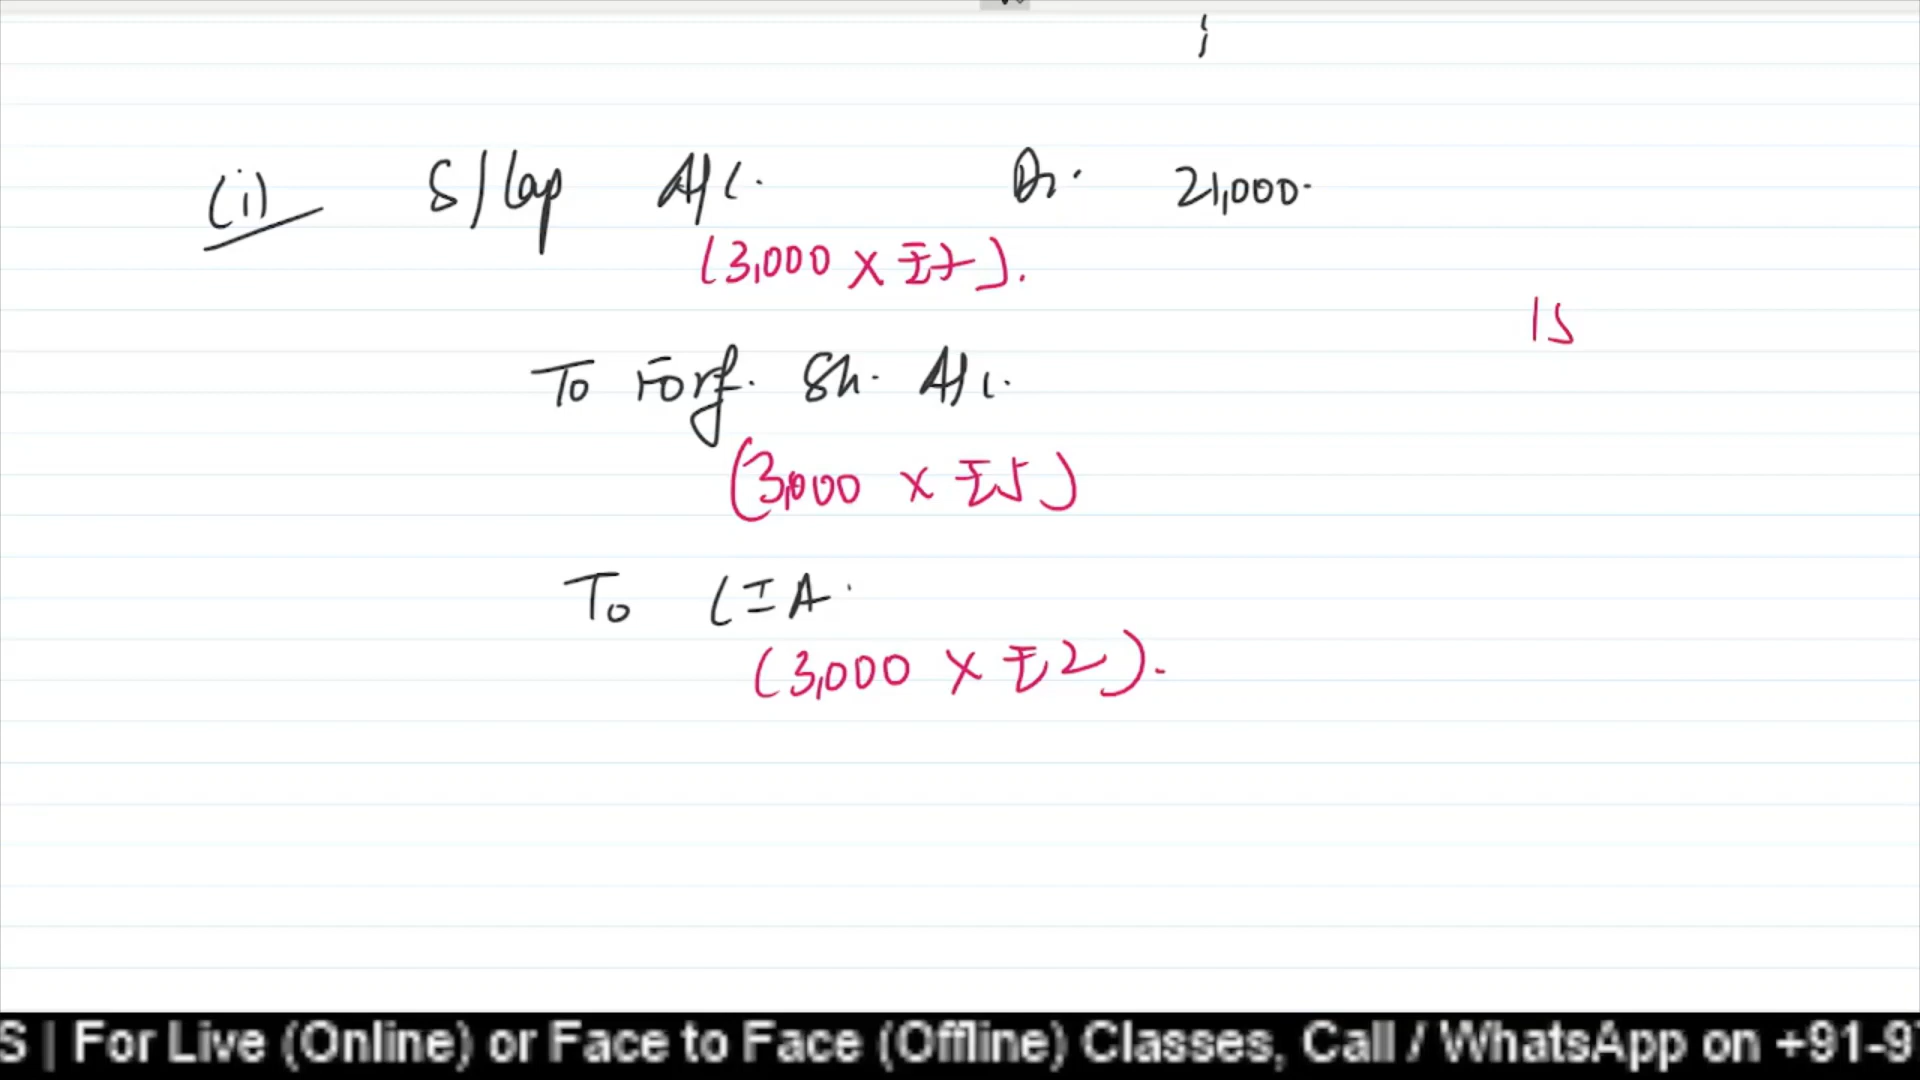 (i) S/Cap A/c. Dr. 21,000.
(3,000 X ₹7).
15
To Forf. Sh. A/c.
(3,000 X ₹5)
To CIA.
(3,000 X ₹2).
S | For Live (Online) or Face to Face (Offline) Classes, Call / WhatsApp on +91-9